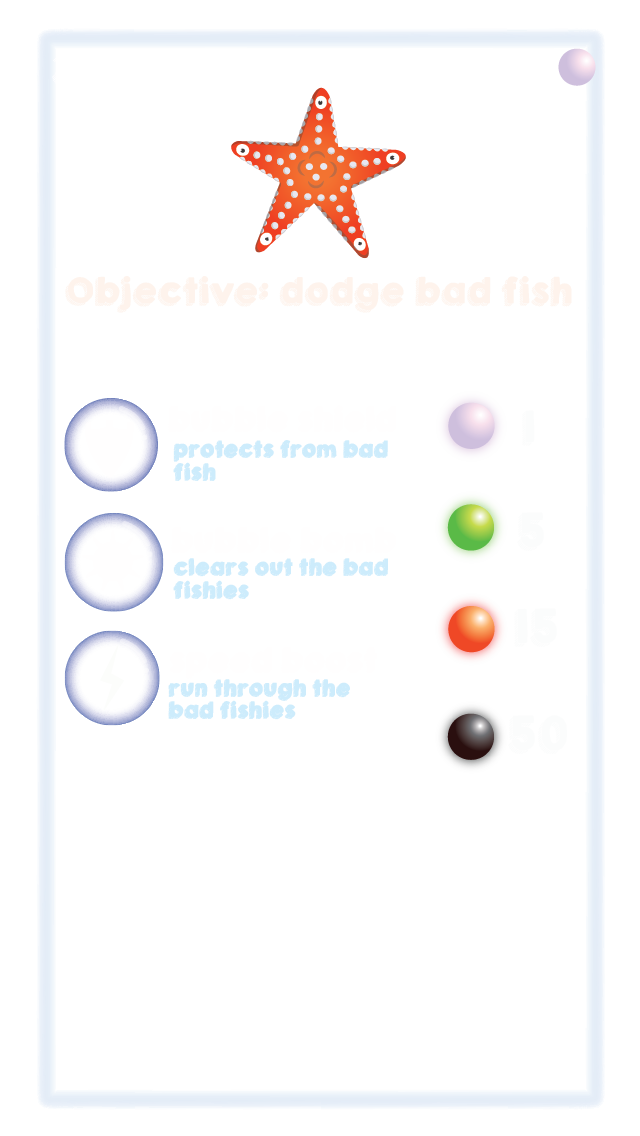 Objective: dodge bad fish
protects from bad
fish
1
clears out the bad
fishies
5
15
run through the
bad fishies
50